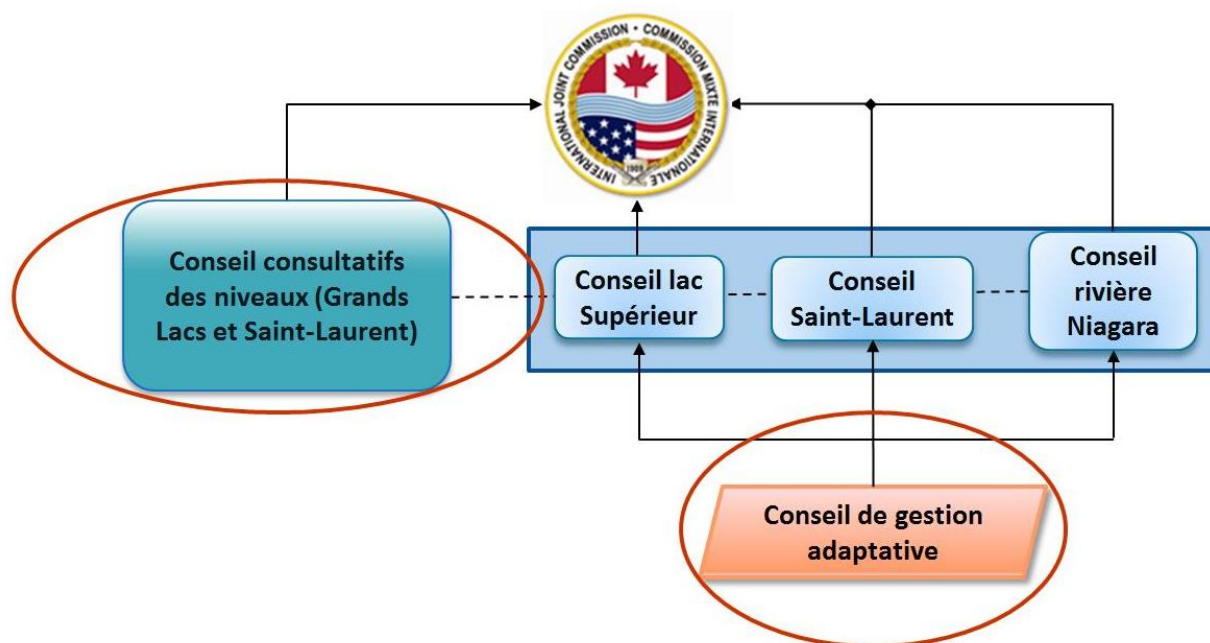 INTERNATIONAL JOINT COMMISSION • COMMISSION MIXTE INTERNATIONALE
1909
Conseil consultatifs
des niveaux (Grands
Lacs et Saint-Laurent)
Conseil lac
Supérieur
Conseil
Saint-Laurent
Conseil
rivière
Niagara
Conseil de gestion
adaptative